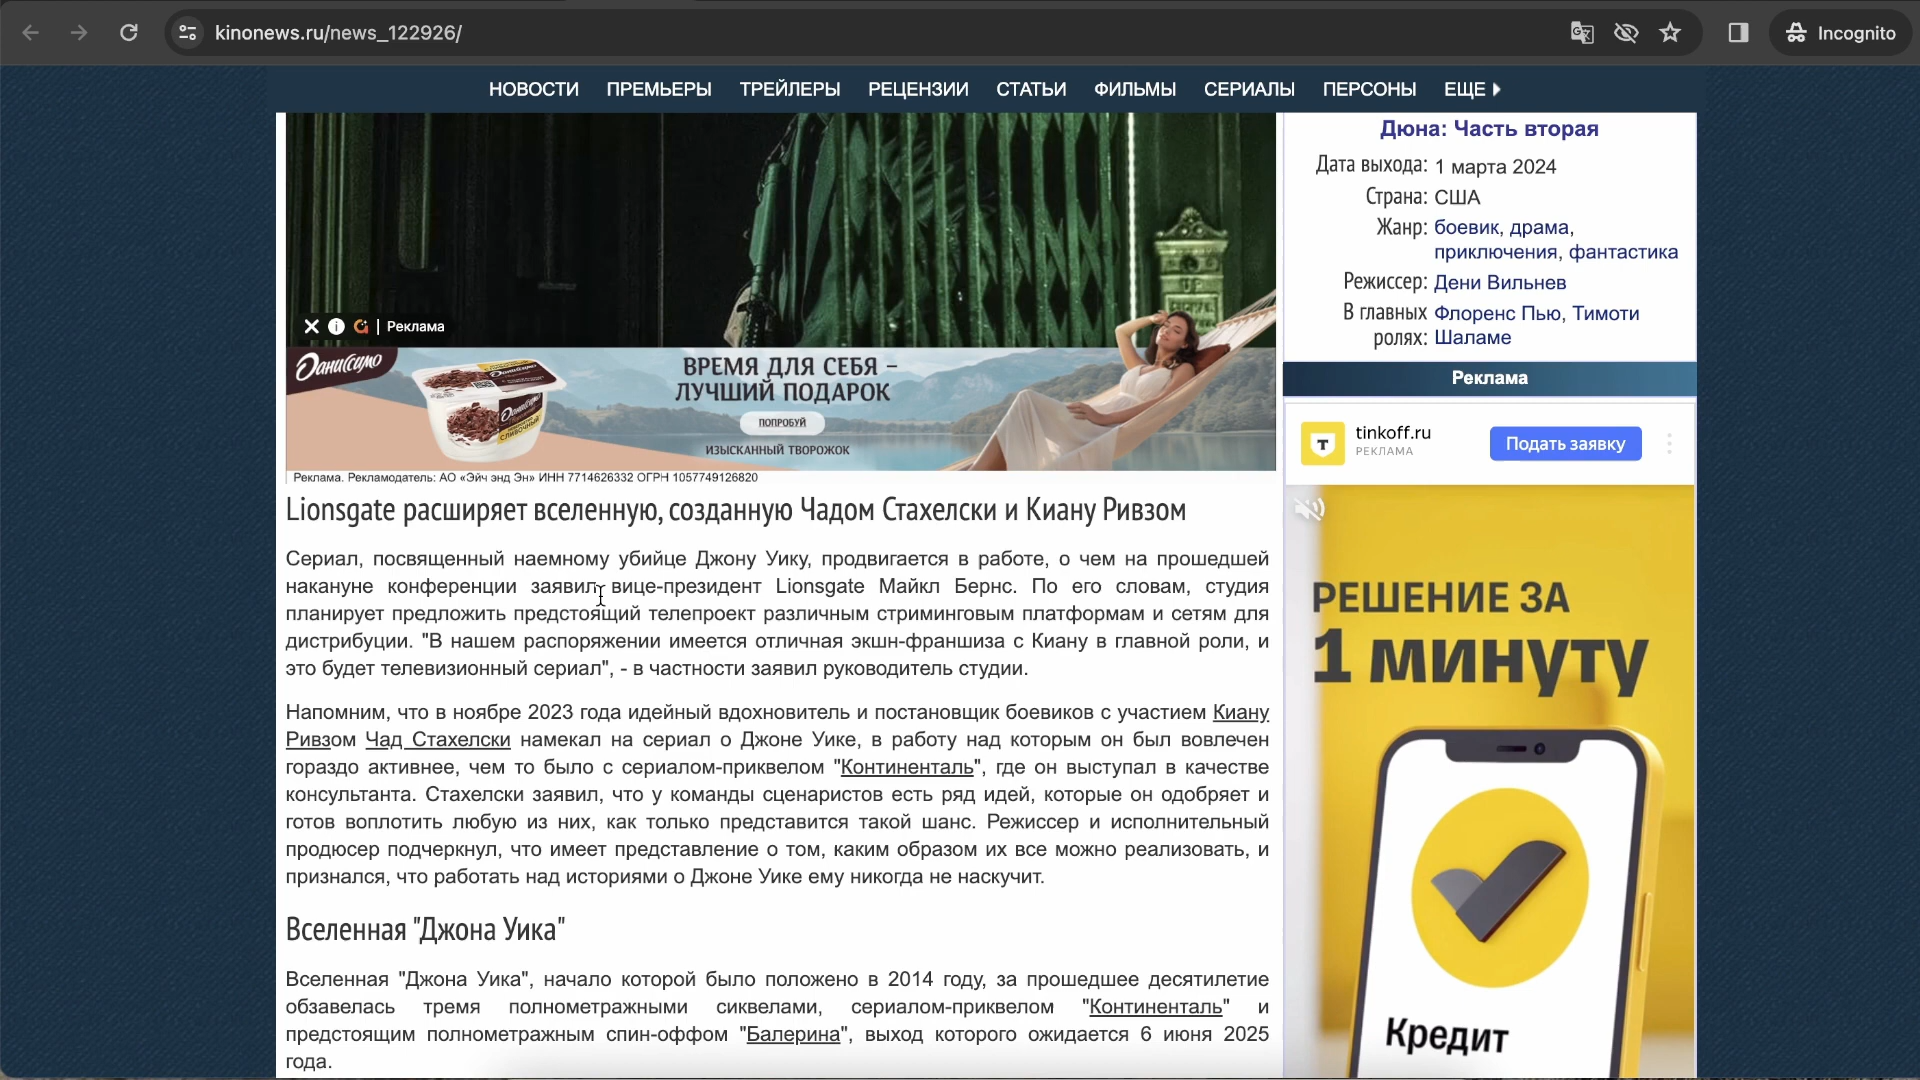 kinonews.ru/news_122926/
Incognito
НОВОСТИ ПРЕМЬЕРЫ ТРЕЙЛЕРЫ РЕЦЕНЗИИ СТАТЬИ ФИЛЬМЫ СЕРИАЛЫ ПЕРСОНЫ ЕЩЕ
Реклама
Даниссимо
ВРЕМЯ ДЛЯ СЕБЯ –
ЛУЧШИЙ ПОДАРОК
ПОПРОБУЙ
ИЗЫСКАННЫЙ ТВОРОЖОК
Даниссимо
СЛИВОЧНЫЙ
Реклама. Рекламодатель: АО «Эйч энд Эн» ИНН 7714626332 ОГРН 1057749126820
Lionsgate расширяет вселенную, созданную Чадом Стахелски и Киану Ривзом
Сериал, посвященный наемному убийце Джону Уику, продвигается в работе, о чем на прошедшей
накануне конференции заявил вице-президент Lionsgate Майкл Бернс. По его словам, студия
планирует предложить предстоящий телепроект различным стриминговым платформам и сетям для
дистрибуции. "В нашем распоряжении имеется отличная экшн-франшиза с Киану в главной роли, и
это будет телевизионный сериал", - в частности заявил руководитель студии.
Напомним, что в ноябре 2023 года идейный вдохновитель и постановщик боевиков с участием Киану
Ривзом Чад Стахелски намекал на сериал о Джоне Уике, в работу над которым он был вовлечен
гораздо активнее, чем то было с сериалом-приквелом "Континенталь", где он выступал в качестве
консультанта. Стахелски заявил, что у команды сценаристов есть ряд идей, которые он одобряет и
готов воплотить любую из них, как только представится такой шанс. Режиссер и исполнительный
продюсер подчеркнул, что имеет представление о том, каким образом их все можно реализовать, и
признался, что работать над историями о Джоне Уике ему никогда не наскучит.
Вселенная "Джона Уика"
Вселенная "Джона Уика", начало которой было положено в 2014 году, за прошедшее десятилетие
обзавелась тремя полнометражными сиквелами, сериалом-приквелом "Континенталь" и
предстоящим полнометражным спин-оффом "Балерина", выход которого ожидается 6 июня 2025
года.
Дюна: Часть вторая
Дата выхода: 1 марта 2024
Страна: США
Жанр: боевик, драма,
приключения, фантастика
Режиссер: Дени Вильнев
В главных Флоренс Пью, Тимоти
ролях: Шаламе
Реклама
tinkoff.ru
РЕКЛАМА
Подать заявку
РЕШЕНИЕ ЗА
1 МИНУТУ
Кредит